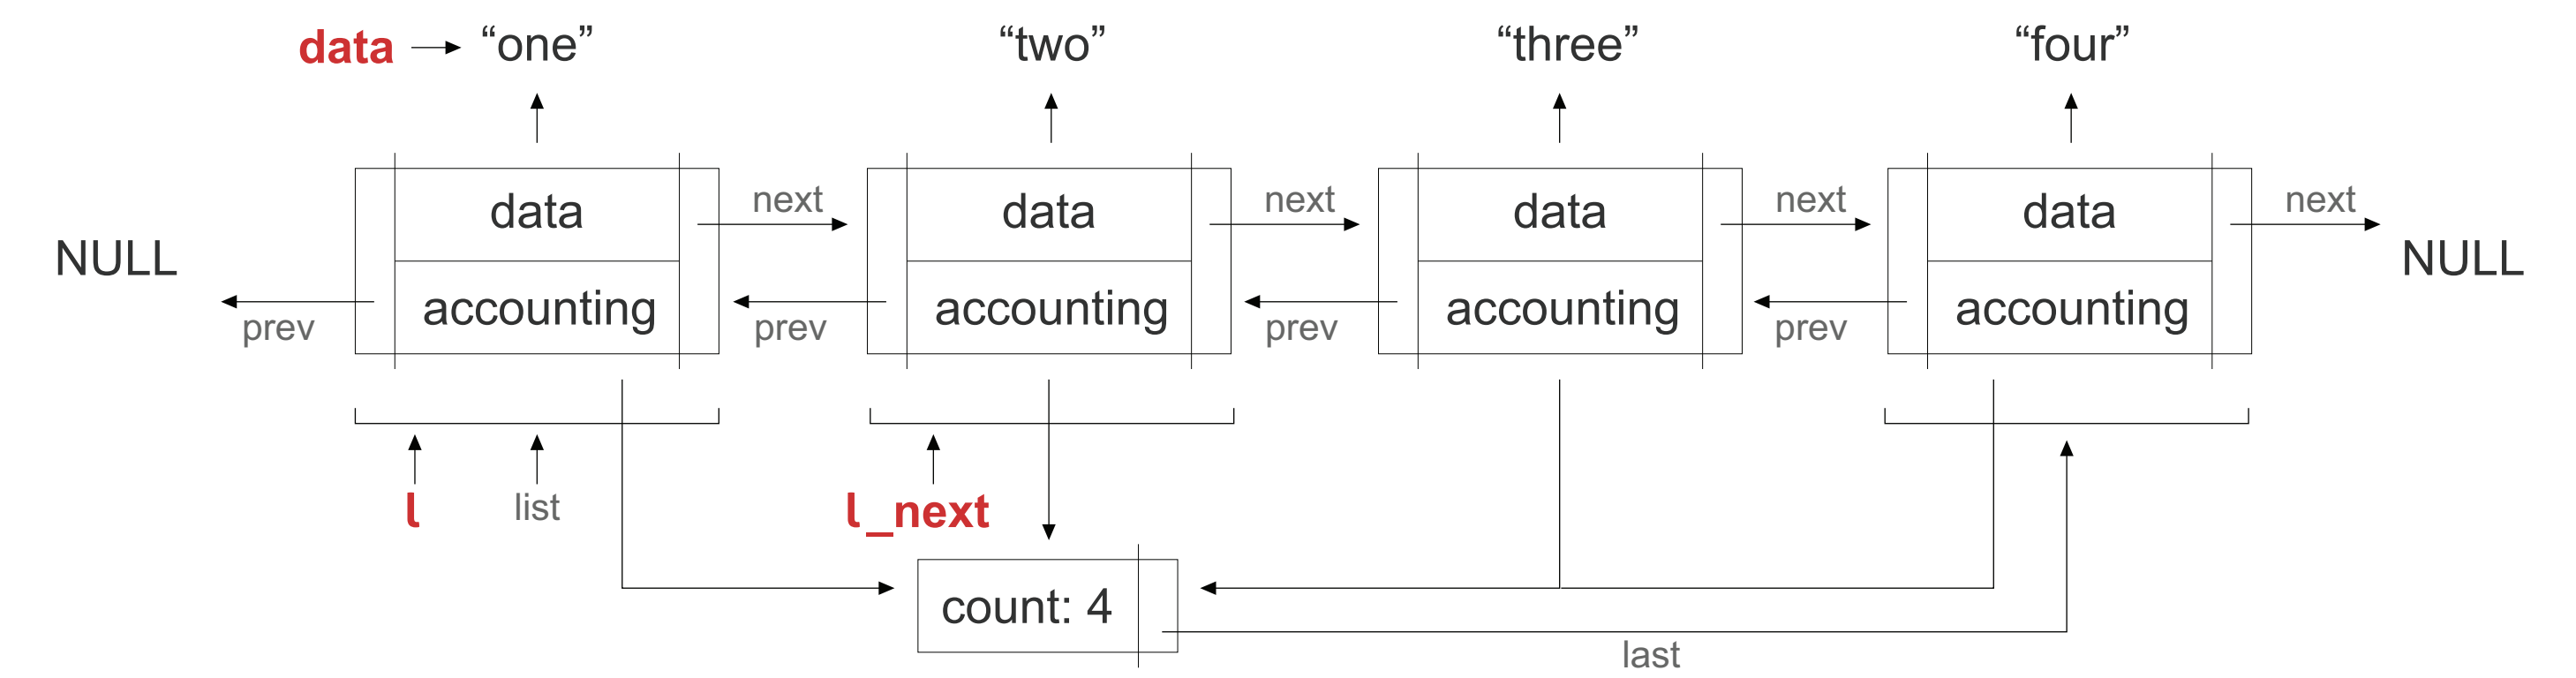 data “one” “two” “three” “four”
data next data next data next data next
NULL NULL
accounting accounting accounting accounting
prev prev prev prev
l list l_next
count: 4
last